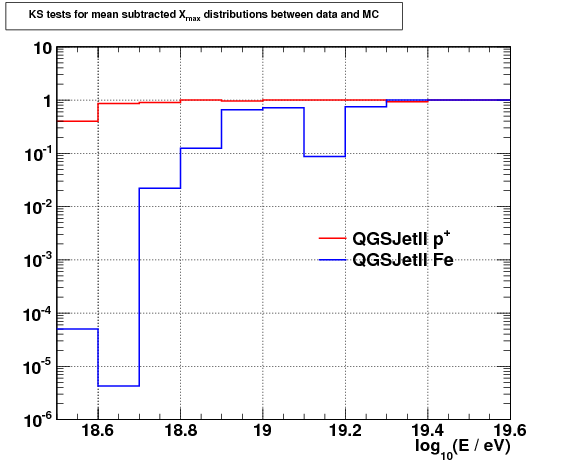 KS tests for mean subtracted Xmax distributions between data and MC
10
1
10^-1
10^-2
10^-3
10^-4
10^-5
10^-6
QGSJetII p^+
QGSJetII Fe
18.6 18.8 19 19.2 19.4 19.6
log10(E / eV)